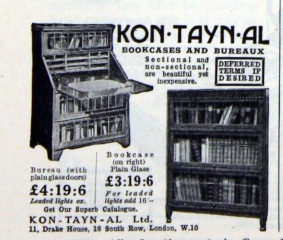 KON·TAYN·AL
BOOKCASES AND BUREAUX
Sectional and
non-sectional,
are beautiful yet
inexpensive.
DEFERRED
TERMS IF
DESIRED
Bureau (with
plain glass doors)
£4:19:6
Leaded lights ex.
Bookcase
(on right)
Plain Glass
£3:19:6
For leaded
lights add 16'-
Get Our Superb Catalogue.
KON-TAYN-AL Ltd.
11, Drake House, 16 South Row, London, W.10